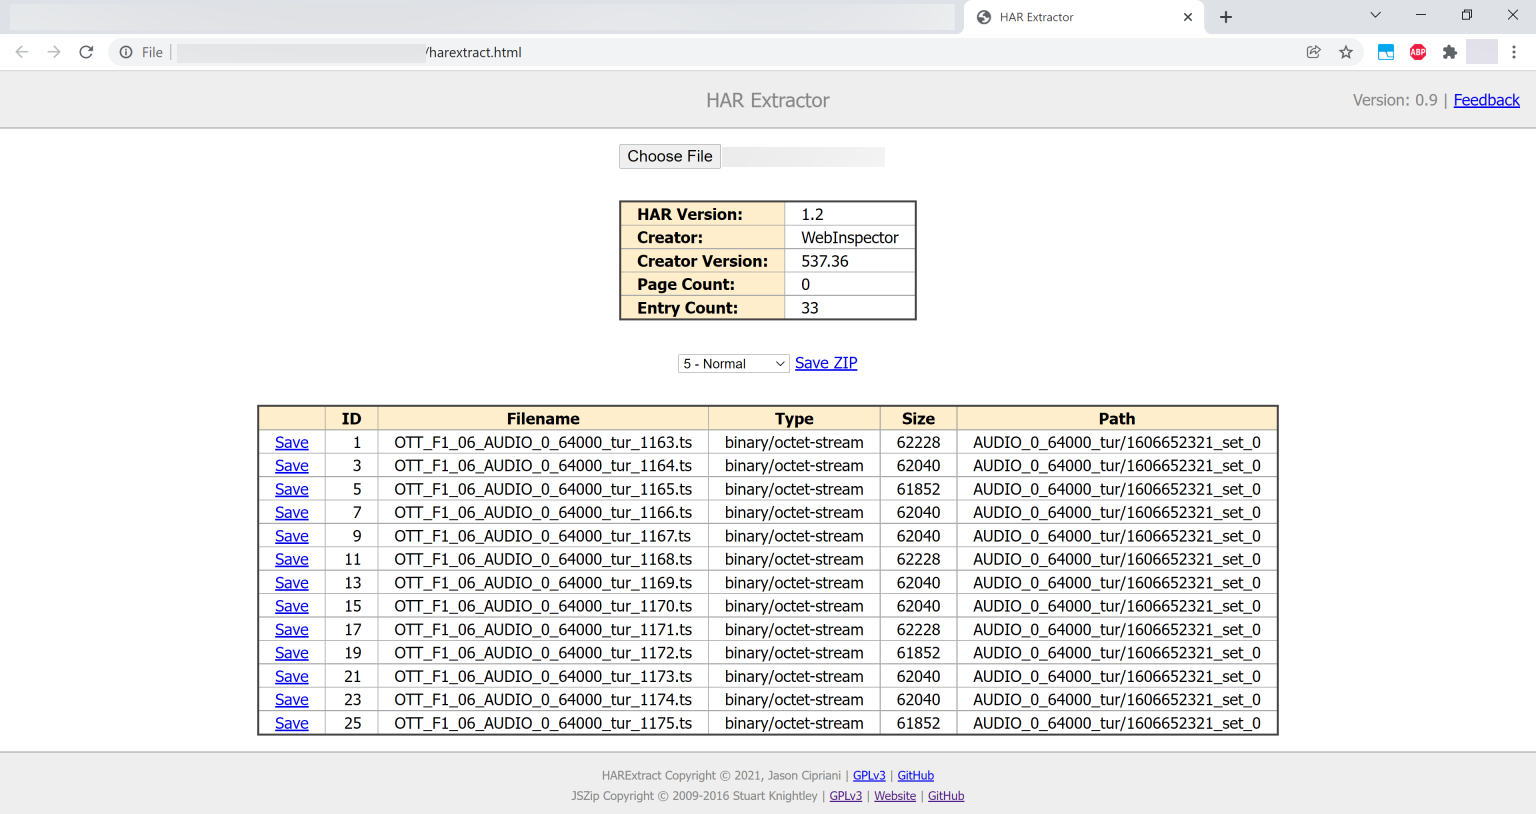 HAR Extractor
File | /harextract.html
ABP
HAR Extractor
Version: 0.9 | Feedback
Choose File
HAR Version: 1.2
Creator: WebInspector
Creator Version: 537.36
Page Count: 0
Entry Count: 33
5 - Normal Save ZIP
ID Filename Type Size Path
Save 1 OTT_F1_06_AUDIO_0_64000_tur_1163.ts binary/octet-stream 62228 AUDIO_0_64000_tur/1606652321_set_0
Save 3 OTT_F1_06_AUDIO_0_64000_tur_1164.ts binary/octet-stream 62040 AUDIO_0_64000_tur/1606652321_set_0
Save 5 OTT_F1_06_AUDIO_0_64000_tur_1165.ts binary/octet-stream 61852 AUDIO_0_64000_tur/1606652321_set_0
Save 7 OTT_F1_06_AUDIO_0_64000_tur_1166.ts binary/octet-stream 62040 AUDIO_0_64000_tur/1606652321_set_0
Save 9 OTT_F1_06_AUDIO_0_64000_tur_1167.ts binary/octet-stream 62040 AUDIO_0_64000_tur/1606652321_set_0
Save 11 OTT_F1_06_AUDIO_0_64000_tur_1168.ts binary/octet-stream 62228 AUDIO_0_64000_tur/1606652321_set_0
Save 13 OTT_F1_06_AUDIO_0_64000_tur_1169.ts binary/octet-stream 62040 AUDIO_0_64000_tur/1606652321_set_0
Save 15 OTT_F1_06_AUDIO_0_64000_tur_1170.ts binary/octet-stream 62040 AUDIO_0_64000_tur/1606652321_set_0
Save 17 OTT_F1_06_AUDIO_0_64000_tur_1171.ts binary/octet-stream 62228 AUDIO_0_64000_tur/1606652321_set_0
Save 19 OTT_F1_06_AUDIO_0_64000_tur_1172.ts binary/octet-stream 61852 AUDIO_0_64000_tur/1606652321_set_0
Save 21 OTT_F1_06_AUDIO_0_64000_tur_1173.ts binary/octet-stream 62040 AUDIO_0_64000_tur/1606652321_set_0
Save 23 OTT_F1_06_AUDIO_0_64000_tur_1174.ts binary/octet-stream 62040 AUDIO_0_64000_tur/1606652321_set_0
Save 25 OTT_F1_06_AUDIO_0_64000_tur_1175.ts binary/octet-stream 61852 AUDIO_0_64000_tur/1606652321_set_0
HARExtract Copyright © 2021, Jason Cipriani | GPLv3 | GitHub
JSZip Copyright © 2009-2016 Stuart Knightley | GPLv3 | Website | GitHub